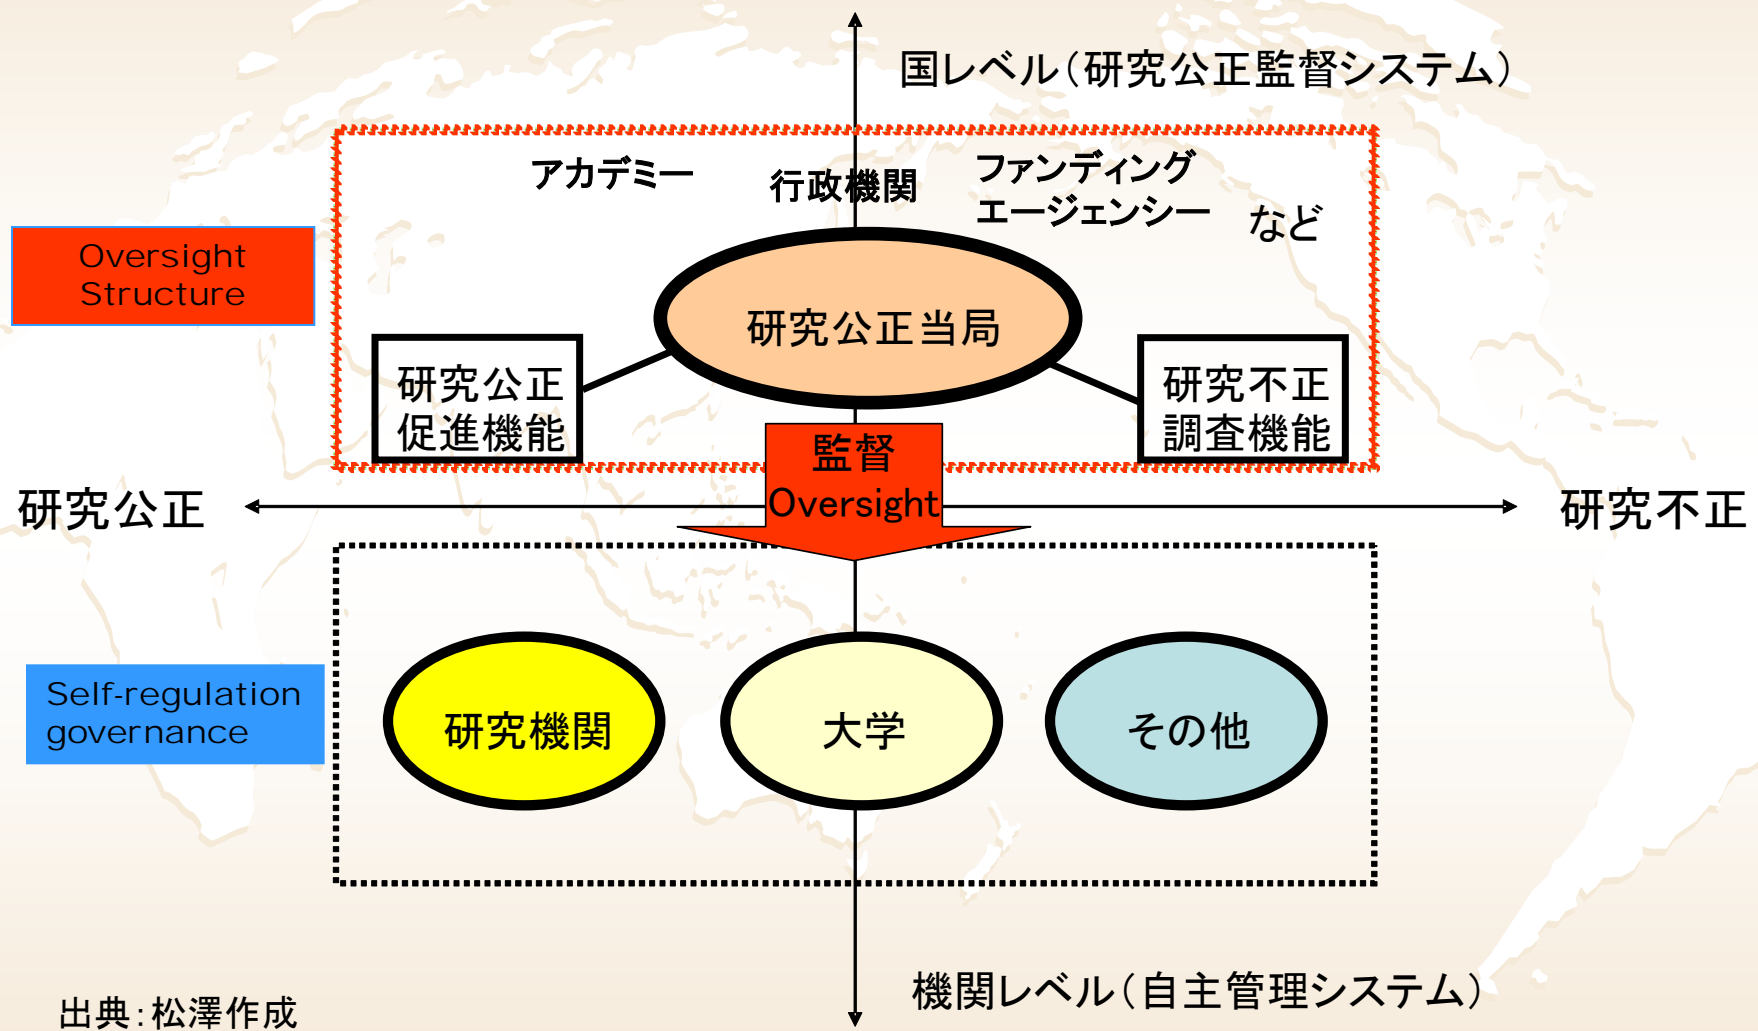 国レベル（研究公正監督システム）
アカデミー
行政機関
ファンディング
エージェンシー
など
Oversight
Structure
研究公正当局
研究公正
促進機能
研究不正
調査機能
監督
Oversight
研究公正
研究不正
Self-regulation
governance
研究機関
大学
その他
機関レベル（自主管理システム）
出典：松澤作成